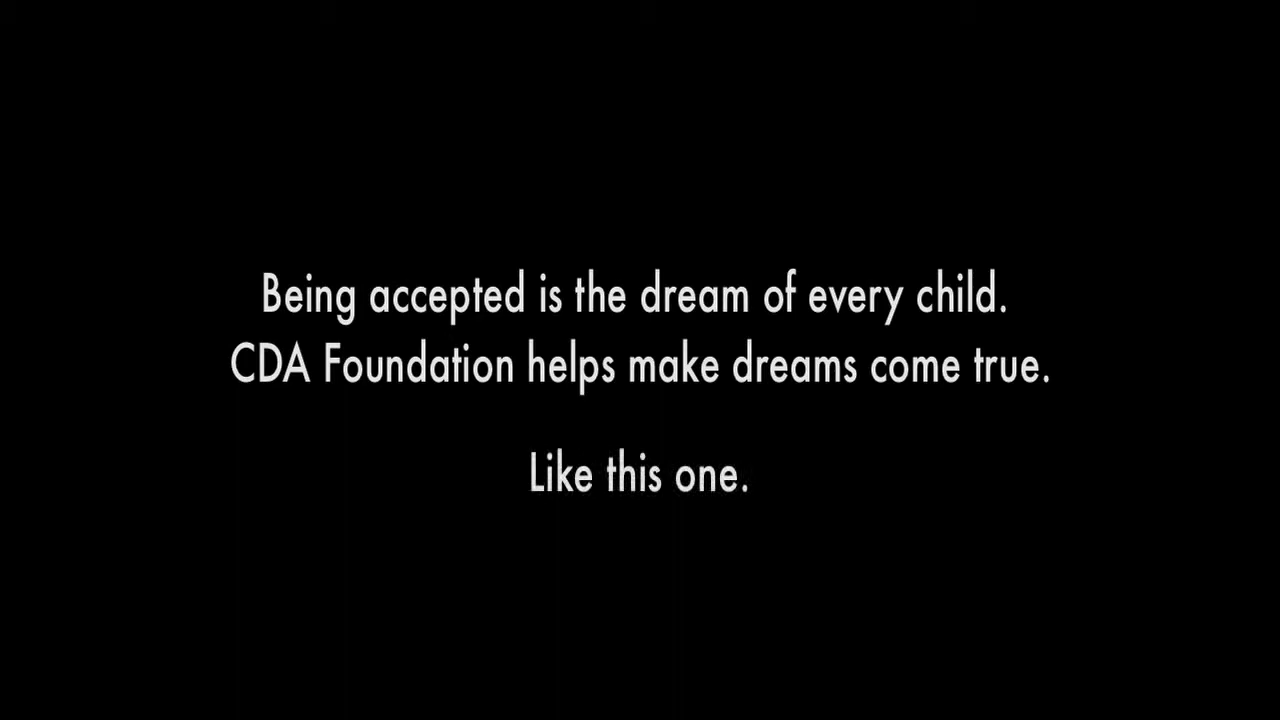 Being accepted is the dream of every child.
CDA Foundation helps make dreams come true.
Like this one.